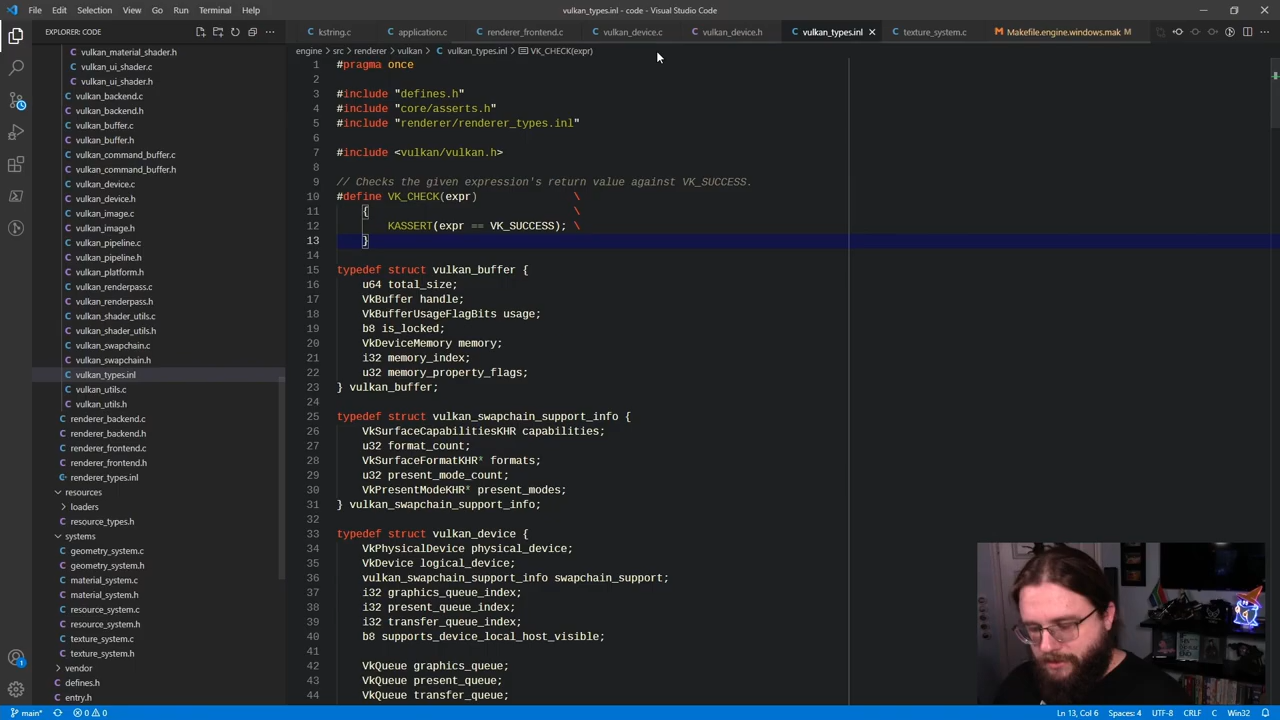 File Edit Selection View Go Run Terminal Help
vulkan_types.inl - code - Visual Studio Code
EXPLORER: CODE
kstring.c
application.c
renderer_frontend.c
vulkan_device.c
vulkan_device.h
vulkan_types.inl
texture_system.c
Makefile.engine.windows.mak
engine > src > renderer > vulkan > vulkan_types.inl > VK_CHECK(expr)
vulkan_material_shader.h
vulkan_ui_shader.c
vulkan_ui_shader.h
vulkan_backend.c
vulkan_backend.h
vulkan_buffer.c
vulkan_buffer.h
vulkan_command_buffer.c
vulkan_command_buffer.h
vulkan_device.c
vulkan_device.h
vulkan_image.c
vulkan_image.h
vulkan_pipeline.c
vulkan_pipeline.h
vulkan_platform.h
vulkan_renderpass.c
vulkan_renderpass.h
vulkan_shader_utils.c
vulkan_shader_utils.h
vulkan_swapchain.c
vulkan_swapchain.h
vulkan_types.inl
vulkan_utils.c
vulkan_utils.h
renderer_backend.c
renderer_backend.h
renderer_frontend.c
renderer_frontend.h
renderer_types.inl
resources
loaders
resource_types.h
systems
geometry_system.c
geometry_system.h
material_system.c
material_system.h
resource_system.c
resource_system.h
texture_system.c
texture_system.h
vendor
defines.h
entry.h
1 #pragma once
2
3 #include "defines.h"
4 #include "core/asserts.h"
5 #include "renderer/renderer_types.inl"
6
7 #include <vulkan/vulkan.h>
8
9 // Checks the given expression's return value against VK_SUCCESS.
10 #define VK_CHECK(expr) \
11 { \
12 KASSERT(expr == VK_SUCCESS); \
13 }
14
15 typedef struct vulkan_buffer {
16 u64 total_size;
17 VkBuffer handle;
18 VkBufferUsageFlagBits usage;
19 b8 is_locked;
20 VkDeviceMemory memory;
21 i32 memory_index;
22 u32 memory_property_flags;
23 } vulkan_buffer;
24
25 typedef struct vulkan_swapchain_support_info {
26 VkSurfaceCapabilitiesKHR capabilities;
27 u32 format_count;
28 VkSurfaceFormatKHR* formats;
29 u32 present_mode_count;
30 VkPresentModeKHR* present_modes;
31 } vulkan_swapchain_support_info;
32
33 typedef struct vulkan_device {
34 VkPhysicalDevice physical_device;
35 VkDevice logical_device;
36 vulkan_swapchain_support_info swapchain_support;
37 i32 graphics_queue_index;
38 i32 present_queue_index;
39 i32 transfer_queue_index;
40 b8 supports_device_local_host_visible;
41
42 VkQueue graphics_queue;
43 VkQueue present_queue;
44 VkQueue transfer_queue;
main* 0 0
Ln 13, Col 6 Spaces: 4 UTF-8 CRLF C Win32